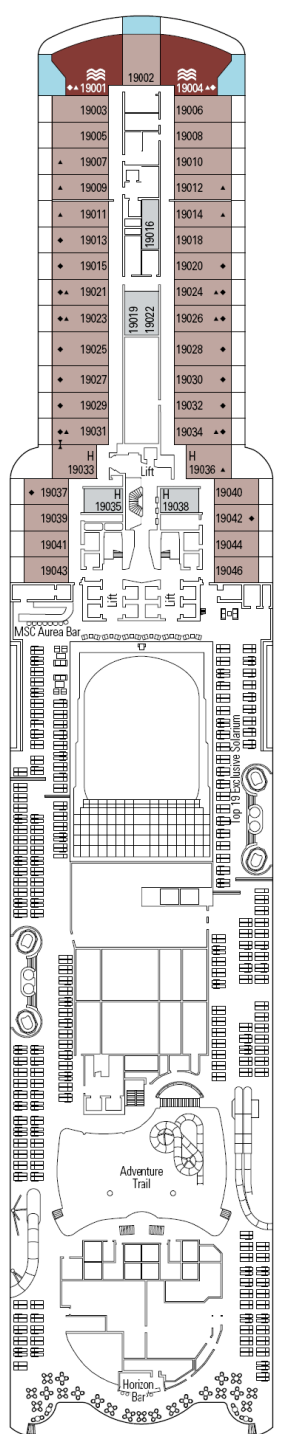 19002
19001 19004
19003 19006
19005 19008
19007 19010
19009 19012
19011 19014
19016
19013 19018
19015 19020
19021 19024
19019 19022
19023 19026
19025 19028
19027 19030
19029 19032
19031 19034
H H
19033 Lift 19036
19037 H H 19040
19035 19038
19039 19042
19041 19044
19043 19046
Lift Lift
MSC Aurea Bar
Top 19 Exclusive Solarium
Adventure
Trail
Horizon
Bar